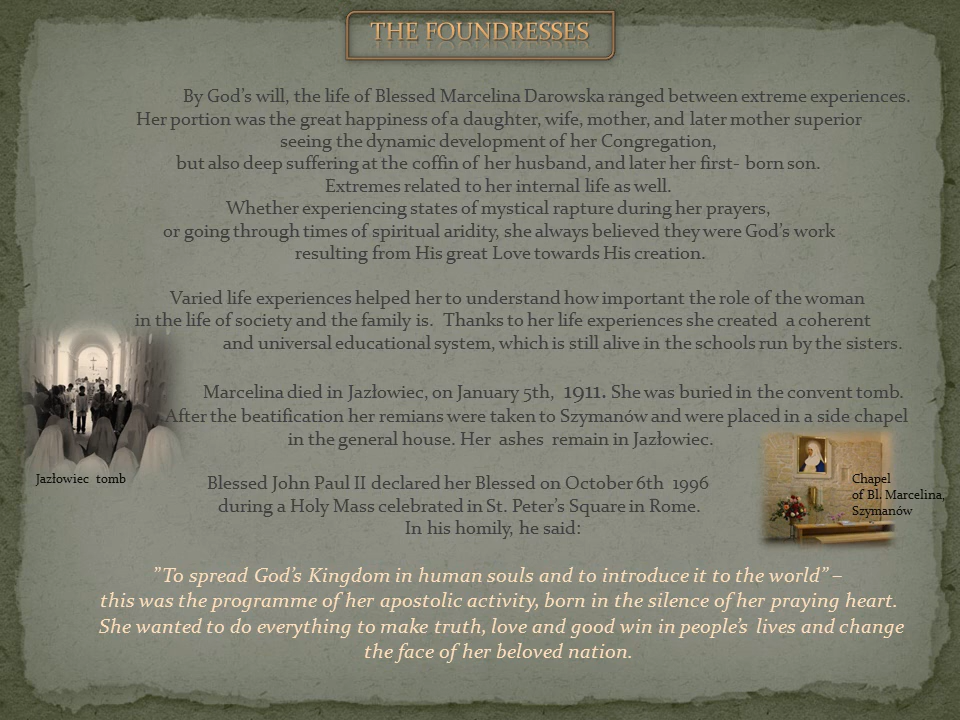 THE FOUNDRESSES
By God's will, the life of Blessed Marcelina Darowska ranged between extreme experiences.
Her portion was the great happiness of a daughter, wife, mother, and later mother superior
seeing the dynamic development of her Congregation,
but also deep suffering at the coffin of her husband, and later her first- born son.
Extremes related to her internal life as well.
Whether experiencing states of mystical rapture during her prayers,
or going through times of spiritual aridity, she always believed they were God's work
resulting from His great Love towards His creation.
Varied life experiences helped her to understand how important the role of the woman
in the life of society and the family is. Thanks to her life experiences she created a coherent
and universal educational system, which is still alive in the schools run by the sisters.
Marcelina died in Jazłowiec, on January 5th, 1911. She was buried in the convent tomb.
After the beatification her remians were taken to Szymanów and were placed in a side chapel
in the general house. Her ashes remain in Jazłowiec.
Jazłowiec tomb
Chapel
of Bl. Marcelina,
Szymanów
Blessed John Paul II declared her Blessed on October 6th 1996
during a Holy Mass celebrated in St. Peter's Square in Rome.
In his homily, he said:
"To spread God's Kingdom in human souls and to introduce it to the world" –
this was the programme of her apostolic activity, born in the silence of her praying heart.
She wanted to do everything to make truth, love and good win in people's lives and change
the face of her beloved nation.